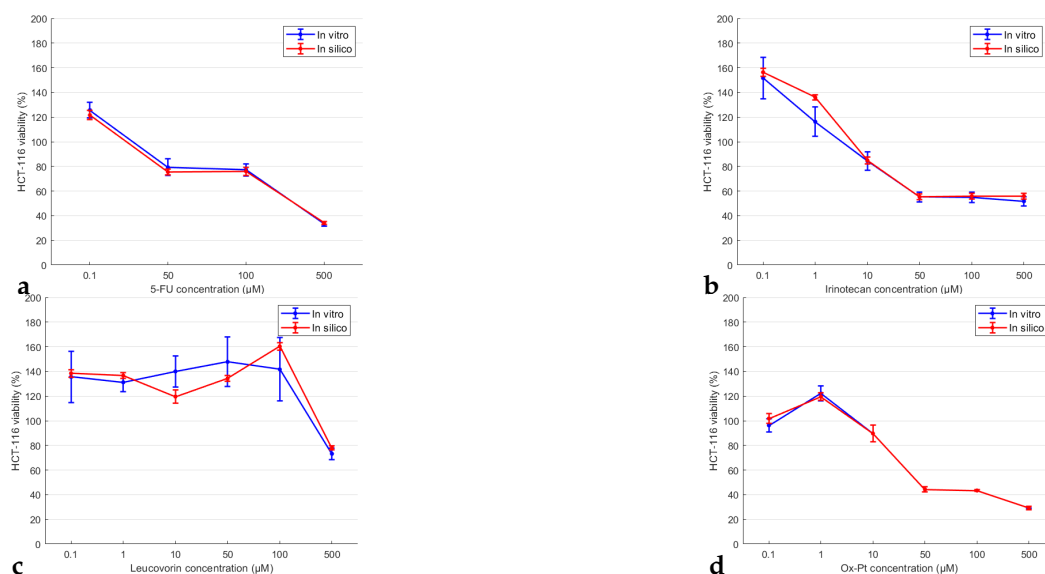 200
180
160
140
120
100
80
60
40
20
0
HCT-116 viability (%)
In vitro
In silico
0.1 50 100 500
5-FU concentration (µM)
a
200
180
160
140
120
100
80
60
40
20
0
HCT-116 viability (%)
In vitro
In silico
0.1 1 10 50 100 500
Irinotecan concentration (µM)
b
200
180
160
140
120
100
80
60
40
20
0
HCT-116 viability (%)
In vitro
In silico
0.1 1 10 50 100 500
Leucovorin concentration (µM)
c
200
180
160
140
120
100
80
60
40
20
0
HCT-116 viability (%)
In vitro
In silico
0.1 1 10 50 100 500
Ox-Pt concentration (µM)
d